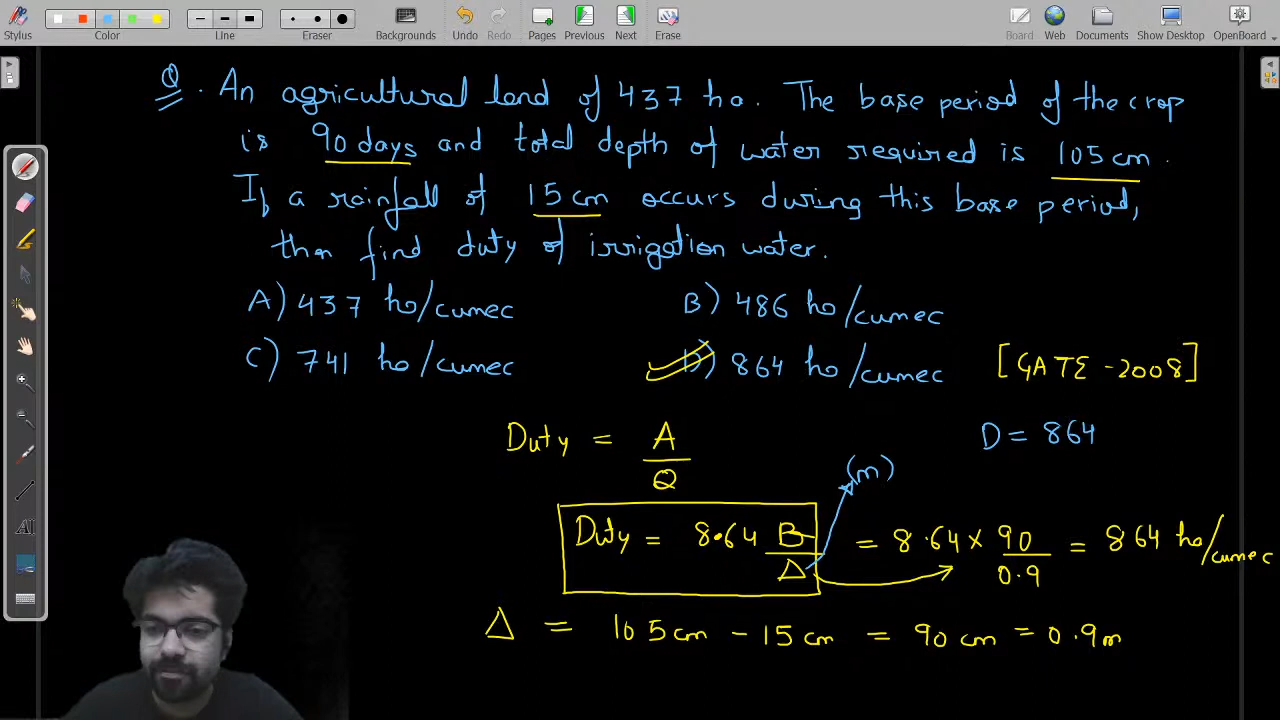 Stylus Color Line Eraser Backgrounds Undo Redo Pages Previous Next Erase Board Web Documents Show Desktop OpenBoard
Q. An agricultural land of 437 ha. The base period of the crop
is 90 days and total depth of water required is 105 cm.
If a rainfall of 15 cm occurs during this base period,
then find duty of irrigation water.
A) 437 ha/cumec B) 486 ha/cumec
C) 741 ha/cumec D) 864 ha/cumec [GATE -2008]
Duty = A/Q D = 864
(m)
Duty = 8.64 B/Δ = 8.64 × 90/0.9 = 864 ha/cumec
Δ = 105 cm - 15 cm = 90 cm = 0.9m